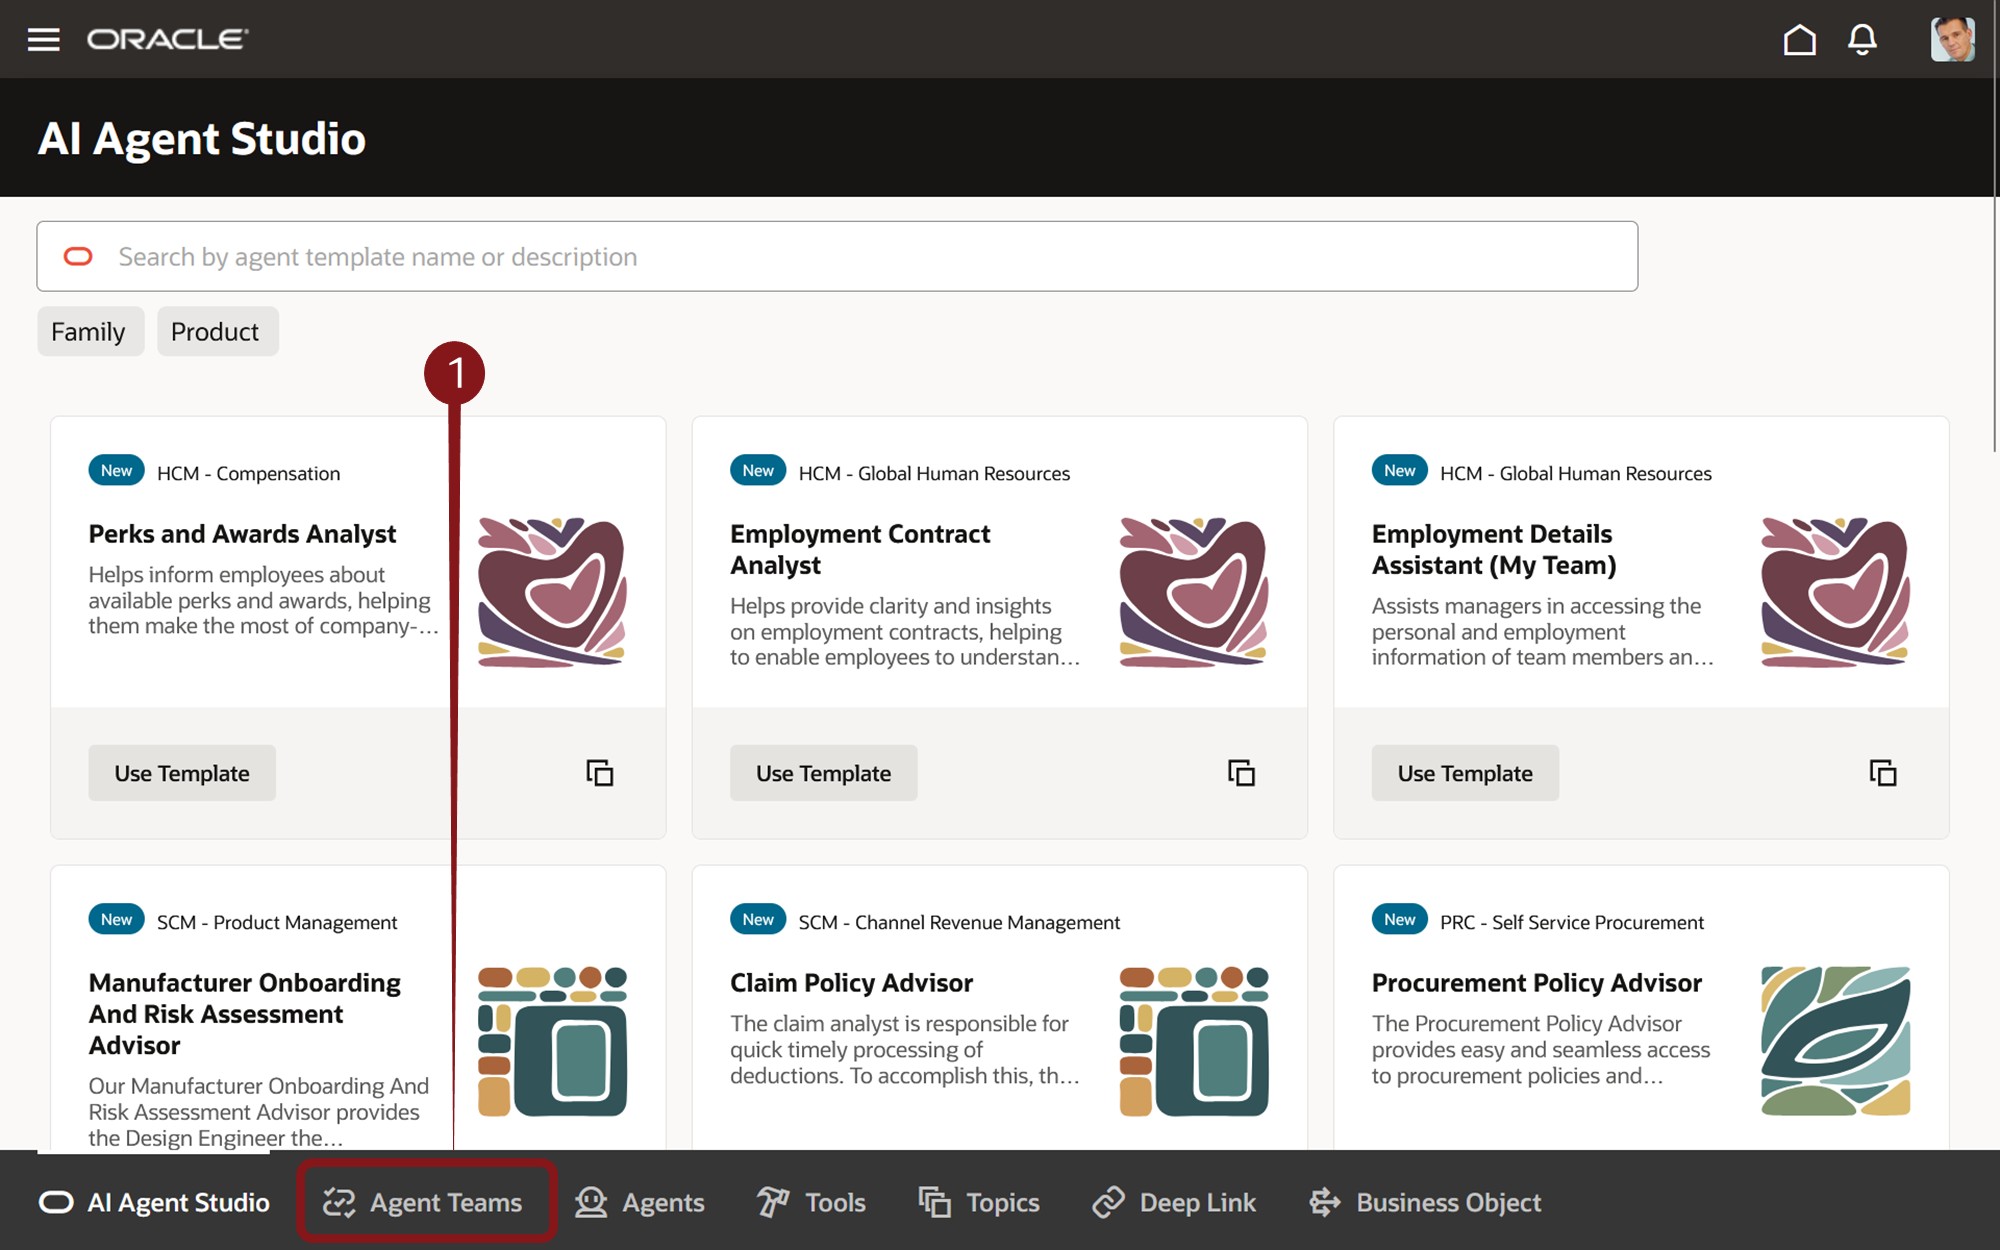 ORACLE
AI Agent Studio
Search by agent template name or description
Family
Product
1
New
HCM - Compensation
Perks and Awards Analyst
Helps inform employees about
available perks and awards, helping
them make the most of company-...
Use Template
New
HCM - Global Human Resources
Employment Contract
Analyst
Helps provide clarity and insights
on employment contracts, helping
to enable employees to understan...
Use Template
New
HCM - Global Human Resources
Employment Details
Assistant (My Team)
Assists managers in accessing the
personal and employment
information of team members an...
Use Template
New
SCM - Product Management
Manufacturer Onboarding
And Risk Assessment
Advisor
Our Manufacturer Onboarding And
Risk Assessment Advisor provides
the Design Engineer the...
New
SCM - Channel Revenue Management
Claim Policy Advisor
The claim analyst is responsible for
quick timely processing of
deductions. To accomplish this, th...
New
PRC - Self Service Procurement
Procurement Policy Advisor
The Procurement Policy Advisor
provides easy and seamless access
to procurement policies and...
AI Agent Studio
Agent Teams
Agents
Tools
Topics
Deep Link
Business Object